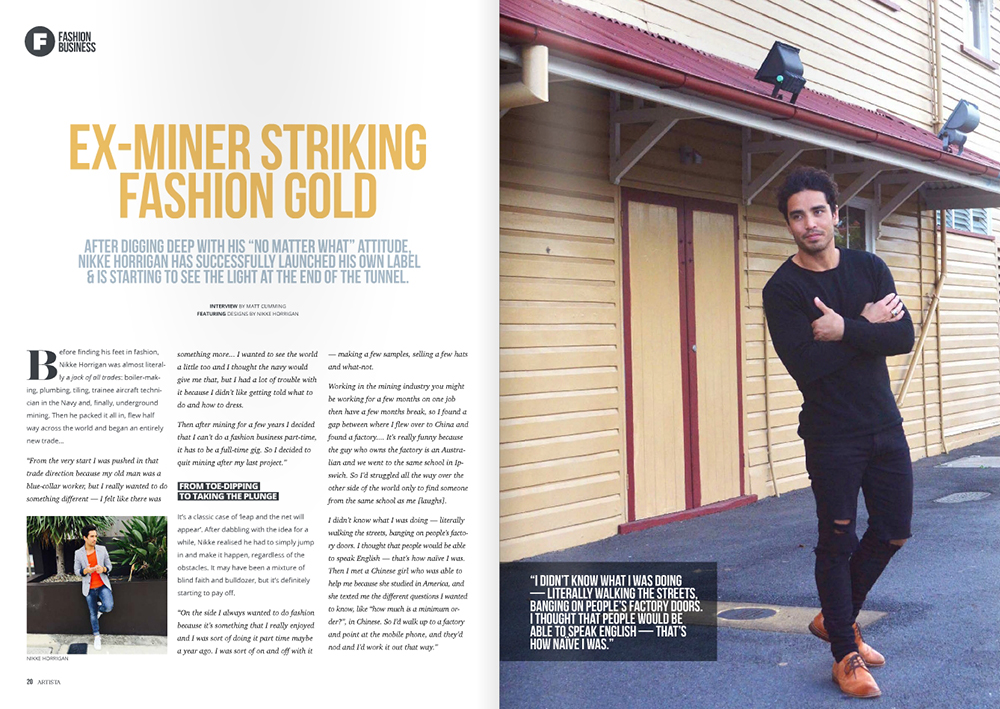 F FASHION
BUSINESS
EX-MINER STRIKING
FASHION GOLD
AFTER DIGGING DEEP WITH HIS “NO MATTER WHAT” ATTITUDE,
NIKKE HORRIGAN HAS SUCCESSFULLY LAUNCHED HIS OWN LABEL
& IS STARTING TO SEE THE LIGHT AT THE END OF THE TUNNEL.
INTERVIEW BY MATT CUMMING
FEATURING DESIGNS BY NIKKE HORRIGAN
Before finding his feet in fashion,
Nikke Horrigan was almost literal-
ly a jack of all trades: boiler-mak-
ing, plumbing, tiling, trainee aircraft techni-
cian in the Navy and, finally, underground
mining. Then he packed it all in, flew half
way across the world and began an entirely
new trade...
“From the very start I was pushed in that
trade direction because my old man was a
blue-collar worker, but I really wanted to do
something different — I felt like there was
NIKKE HORRIGAN
something more... I wanted to see the world
a little too and I thought the navy would
give me that, but I had a lot of trouble with
it because I didn’t like getting told what to
do and how to dress.
Then after mining for a few years I decided
that I can’t do a fashion business part-time,
it has to be a full-time gig. So I decided to
quit mining after my last project.”
FROM TOE-DIPPING
TO TAKING THE PLUNGE
It’s a classic case of ‘leap and the net will
appear’. After dabbling with the idea for a
while, Nikke realised he had to simply jump
in and make it happen, regardless of the
obstacles. It may have been a mixture of
blind faith and bulldozer, but it’s definitely
starting to pay off.
“On the side I always wanted to do fashion
because it’s something that I really enjoyed
and I was sort of doing it part time maybe
a year ago. I was sort of on and off with it
— making a few samples, selling a few hats
and what-not.
Working in the mining industry you might
be working for a few months on one job
then have a few months break, so I found a
gap between where I flew over to China and
found a factory.... It’s really funny because
the guy who owns the factory is an Austra-
lian and we went to the same school in Ip-
swich. So I’d struggled all the way over the
other side of the world only to find someone
from the same school as me [laughs].
I didn’t know what I was doing — literally
walking the streets, banging on people’s facto-
ry doors. I thought that people would be able
to speak English — that’s how naïve I was.
Then I met a Chinese girl who was able to
help me because she studied in America, and
she texted me the different questions I wanted
to know, like “how much is a minimum or-
der?”, in Chinese. So I’d walk up to a factory
and point at the mobile phone, and they’d
nod and I’d work it out that way.”
20 ARTISTA
“I DIDN’T KNOW WHAT I WAS DOING
— LITERALLY WALKING THE STREETS,
BANGING ON PEOPLE’S FACTORY DOORS.
I THOUGHT THAT PEOPLE WOULD BE
ABLE TO SPEAK ENGLISH — THAT’S
HOW NAÏVE I WAS.”